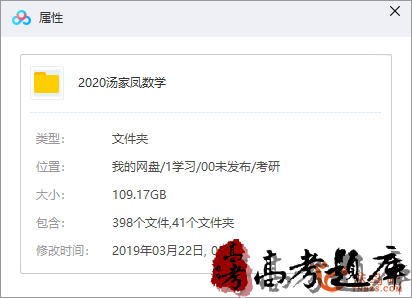 属性
2020汤家凤数学
类型: 文件夹
位置: 我的网盘/1学习/00未发布/考研
大小: 109.17GB
包含: 398个文件,41个文件夹
修改时间: 2019年03月22日,
高考 高考题库